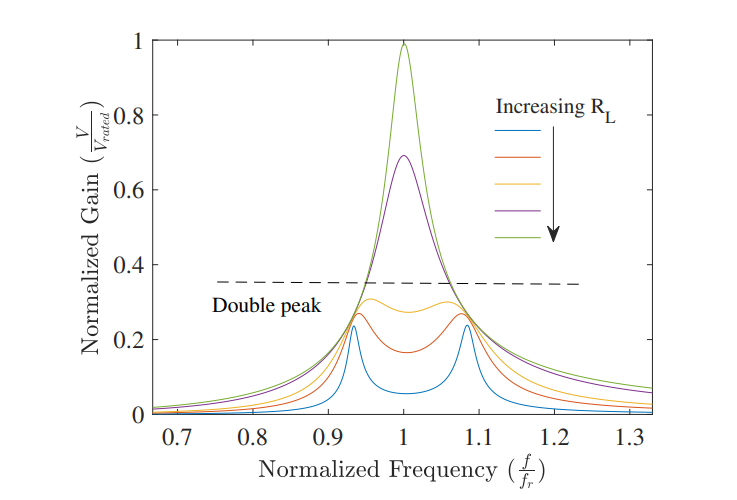 1
0.8
0.6
0.4
0.2
0
Normalized Gain (V/V_rated)
Increasing R_L
Double peak
0.7 0.8 0.9 1 1.1 1.2 1.3
Normalized Frequency (f/f_r)